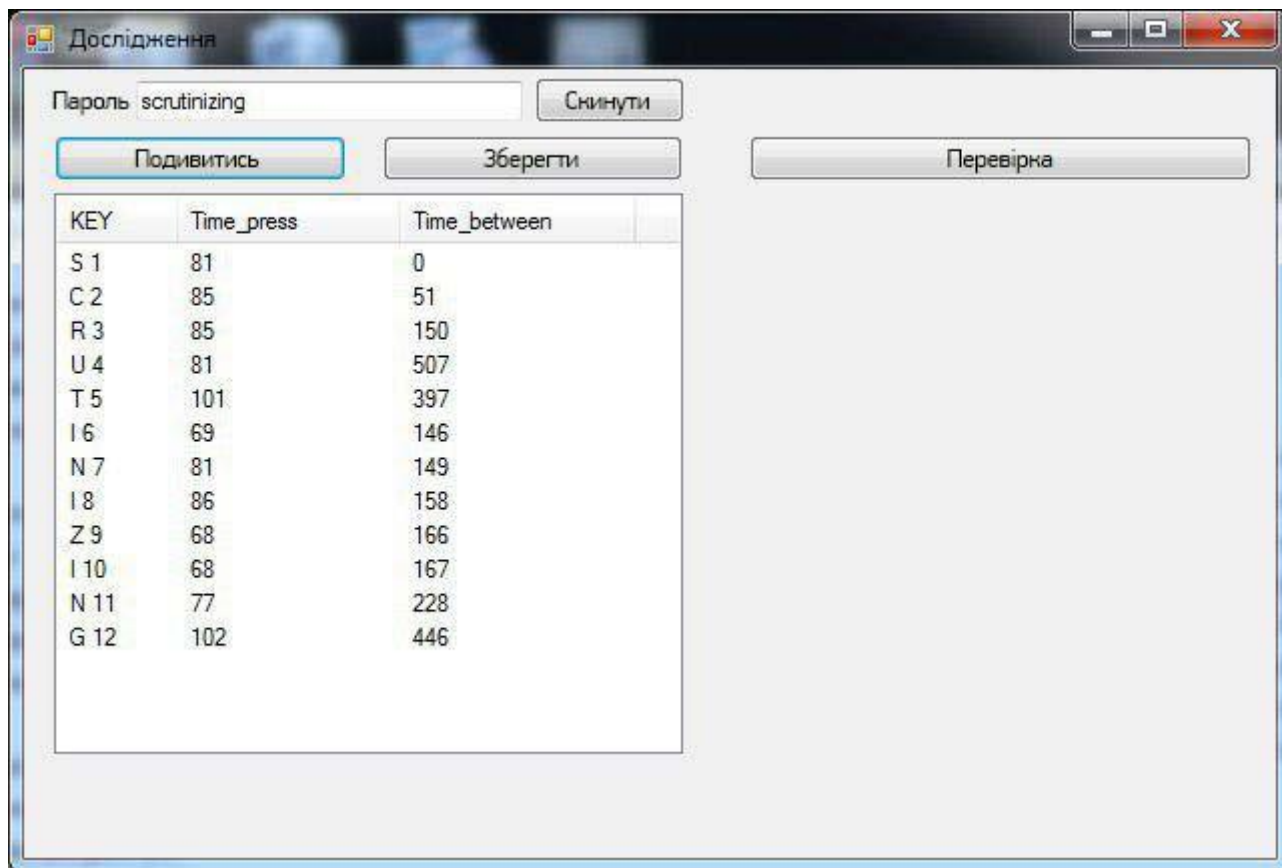 Дослідження
Пароль scrutinizing Скинути
Подивитись Зберегти Перевірка
KEY Time_press Time_between
S 1 81 0
C 2 85 51
R 3 85 150
U 4 81 507
T 5 101 397
I 6 69 146
N 7 81 149
I 8 86 158
Z 9 68 166
I 10 68 167
N 11 77 228
G 12 102 446